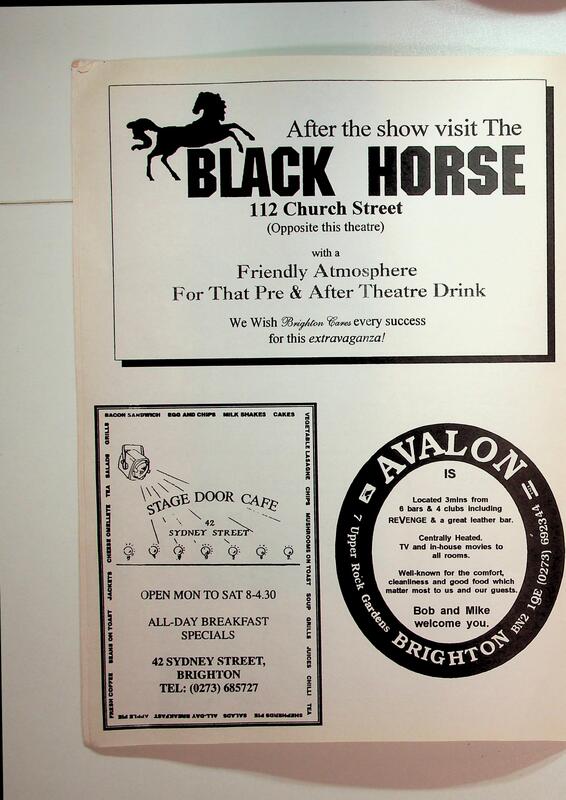 After the show visit The
BLACK HORSE
112 Church Street
(Opposite this theatre)
with a
Friendly Atmosphere
For That Pre & After Theatre Drink
We Wish Brighton Cares every success
for this extravaganza!
BACON SANDWICH EGG AND CHIPS MILK SHAKES CAKES
VEGETABLE LASAGNE CHIPS MUSHROOMS ON TOAST SOUP GRILLS JUICES CHILLI TEA
SHEPHERDS PIE SALADS ALL-DAY BREAKFAST APPLE PIE
FRESH COFFEE BEANS ON TOAST JACKETS CHEESE OMELETTE TEA SALADS GRILLS
STAGE DOOR CAFE
42
SYDNEY STREET
OPEN MON TO SAT 8-4.30
ALL-DAY BREAKFAST
SPECIALS
42 SYDNEY STREET,
BRIGHTON
TEL: (0273) 685727
AVALON
IS
Located 3mins from
6 bars & 4 clubs including
REVENGE & a great leather bar.
Centrally Heated.
TV and in-house movies to
all rooms.
Well-known for the comfort,
cleanliness and good food which
matter most to us and our guests.
Bob and Mike
welcome you.
7 Upper Rock Gardens
BRIGHTON
BN2 1QE (0273) 692344